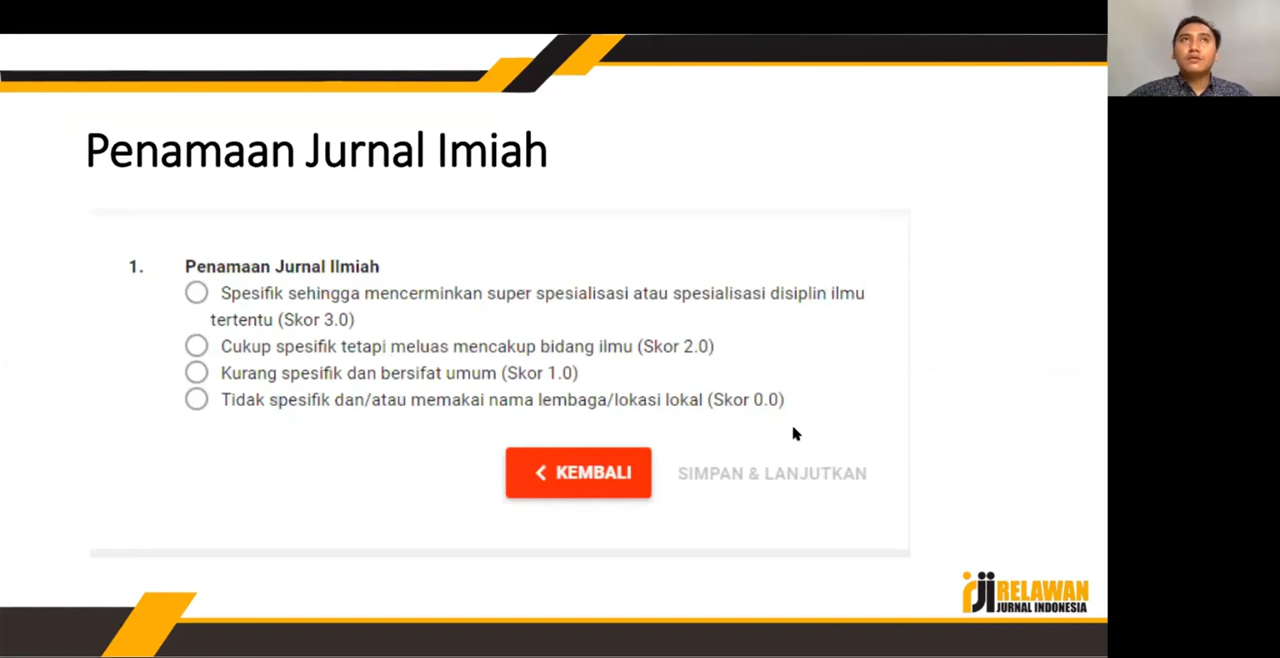 Penamaan Jurnal Imiah
1. Penamaan Jurnal Ilmiah
Spesifik sehingga mencerminkan super spesialisasi atau spesialisasi disiplin ilmu
tertentu (Skor 3.0)
Cukup spesifik tetapi meluas mencakup bidang ilmu (Skor 2.0)
Kurang spesifik dan bersifat umum (Skor 1.0)
Tidak spesifik dan/atau memakai nama lembaga/lokasi lokal (Skor 0.0)
KEMBALI SIMPAN & LANJUTKAN
rji RELAWAN
JURNAL INDONESIA